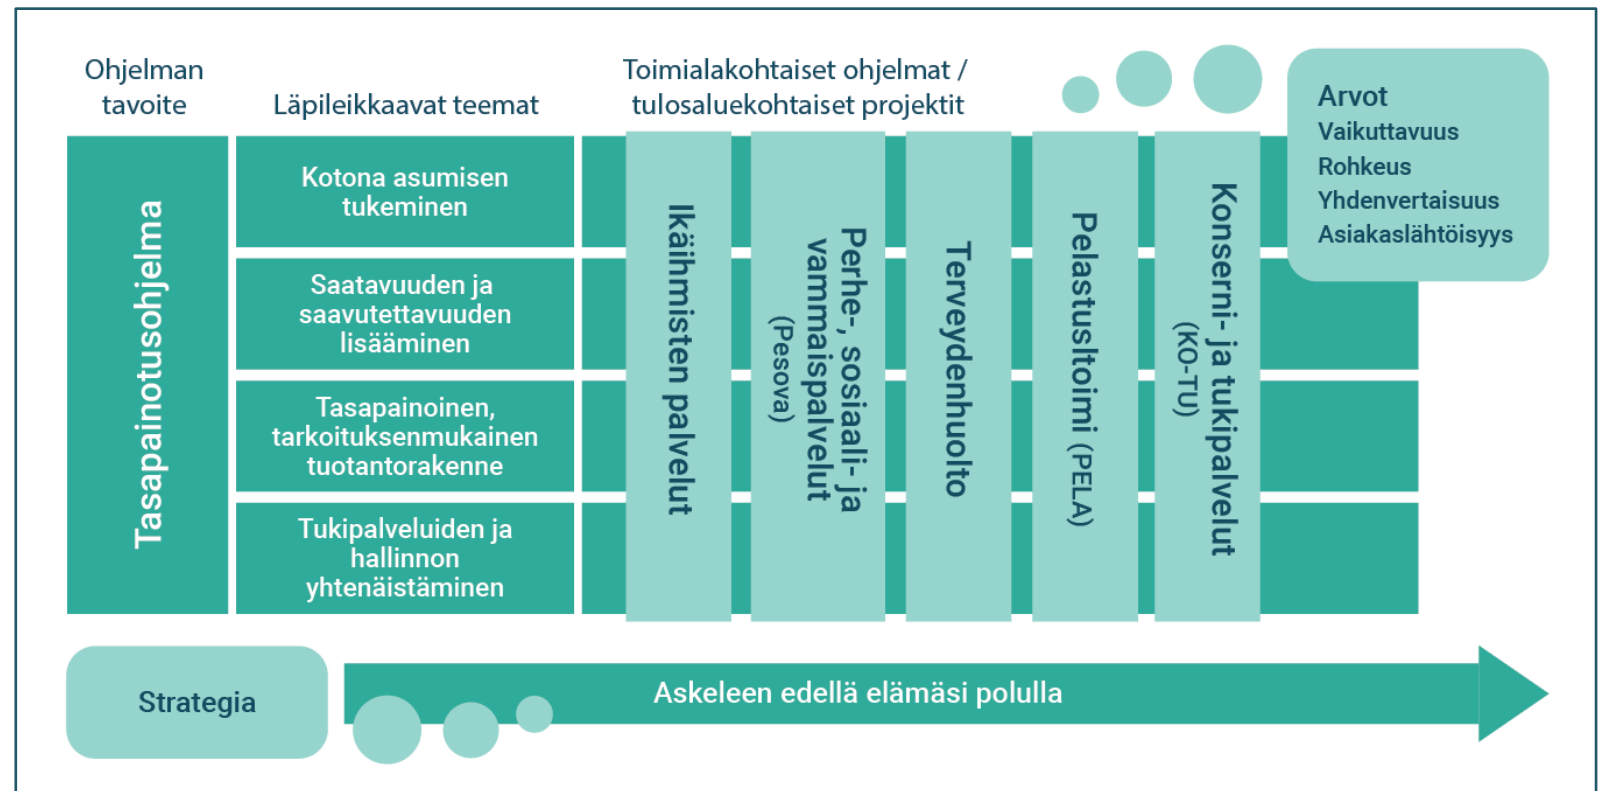 Ohjelman
tavoite
Läpileikkaavat teemat
Toimialakohtaiset ohjelmat /
tulosaluekohtaiset projektit
Arvot
Vaikuttavuus
Rohkeus
Yhdenvertaisuus
Asiakaslähtöisyys
Tasapainotusohjelma
Kotona asumisen
tukeminen
Saatavuuden ja
saavutettavuuden
lisääminen
Tasapainoinen,
tarkoituksenmukainen
tuotantorakenne
Tukipalveluiden ja
hallinnon
yhtenäistäminen
Ikäihmisten palvelut
Perhe-, sosiaali- ja
vammaispalvelut
(Pesova)
Terveydenhuolto
Pelastusltoimi (PELA)
Konserni- ja tukipalvelut
(KO-TU)
Strategia
Askeleen edellä elämäsi polulla